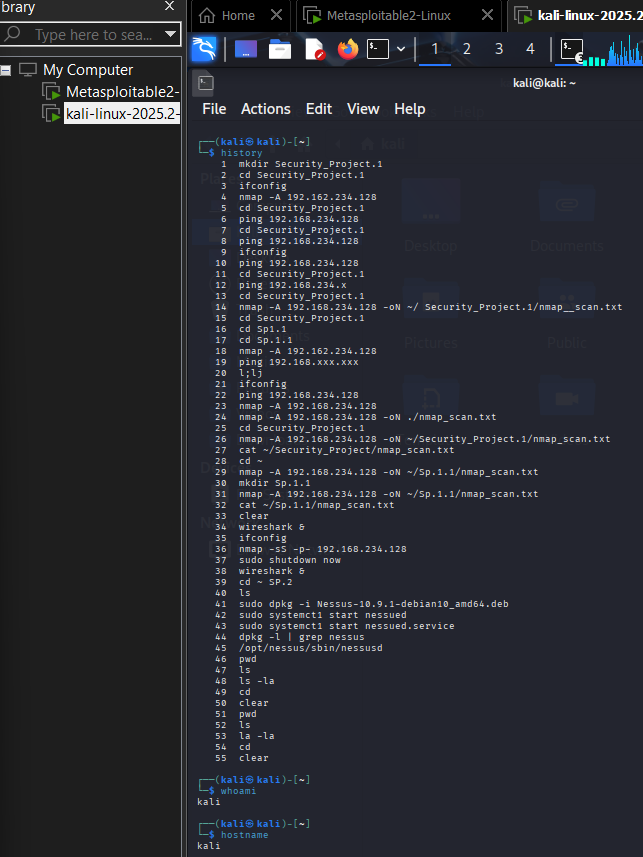 brary X
Home X Metasploitable2-Linux X kali-linux-2025.2
Type here to sea...
1 2 3 4
My Computer
Metasploitable2-
kali-linux-2025.2-
kali@kali: ~
File Actions Edit View Help
┌──(kali㉿kali)-[~]
└─$ history
1 mkdir Security_Project.1
2 cd Security_Project.1
3 ifconfig
4 nmap -A 192.162.234.128
5 cd Security_Project.1
6 ping 192.168.234.128
7 cd Security_Project.1
8 ping 192.168.234.128
9 ifconfig
10 ping 192.168.234.128
11 cd Security_Project.1
12 ping 192.168.234.x
13 cd Security_Project.1
14 nmap -A 192.168.234.128 -oN ~/ Security_Project.1/nmap__scan.txt
15 cd Security_Project.1
16 cd Sp1.1
17 cd Sp.1.1
18 nmap -A 192.162.234.128
19 ping 192.168.xxx.xxx
20 l;lj
21 ifconfig
22 ping 192.168.234.128
23 nmap -A 192.168.234.128
24 nmap -A 192.168.234.128 -oN ./nmap_scan.txt
25 cd Security_Project.1
26 nmap -A 192.168.234.128 -oN ~/Security_Project.1/nmap_scan.txt
27 cat ~/Security_Project/nmap_scan.txt
28 cd ~
29 nmap -A 192.168.234.128 -oN ~/Sp.1.1/nmap_scan.txt
30 mkdir Sp.1.1
31 nmap -A 192.168.234.128 -oN ~/Sp.1.1/nmap_scan.txt
32 cat ~/Sp.1.1/nmap_scan.txt
33 clear
34 wireshark &
35 ifconfig
36 nmap -sS -p- 192.168.234.128
37 sudo shutdown now
38 wireshark &
39 cd ~ SP.2
40 ls
41 sudo dpkg -i Nessus-10.9.1-debian10_amd64.deb
42 sudo systemct1 start nessued
43 sudo systemct1 start nessued.service
44 dpkg -l | grep nessus
45 /opt/nessus/sbin/nessusd
46 pwd
47 ls
48 ls -la
49 cd
50 clear
51 pwd
52 ls
53 la -la
54 cd
55 clear
┌──(kali㉿kali)-[~]
└─$ whoami
kali
┌──(kali㉿kali)-[~]
└─$ hostname
kali